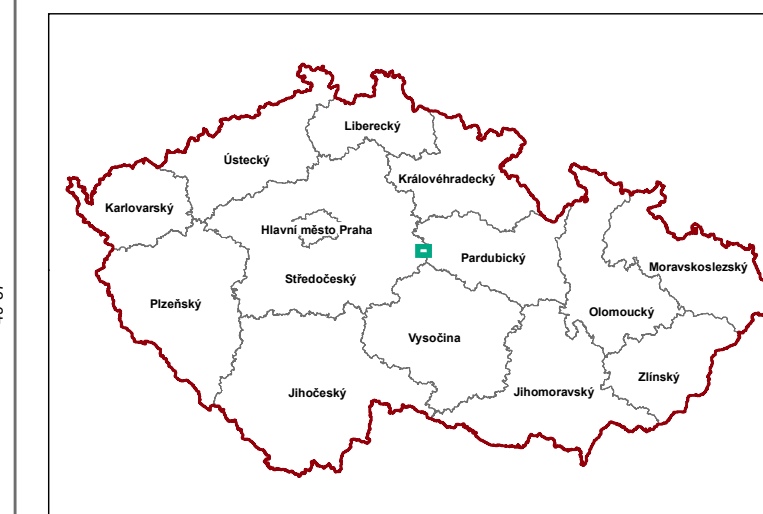 Liberecký
Ústecký
Královéhradecký
Karlovarský
Hlavní město Praha
Pardubický
Moravskoslezský
Středočeský
Plzeňský
Olomoucký
Vysočina
Zlínský
Jihočeský
Jihomoravský